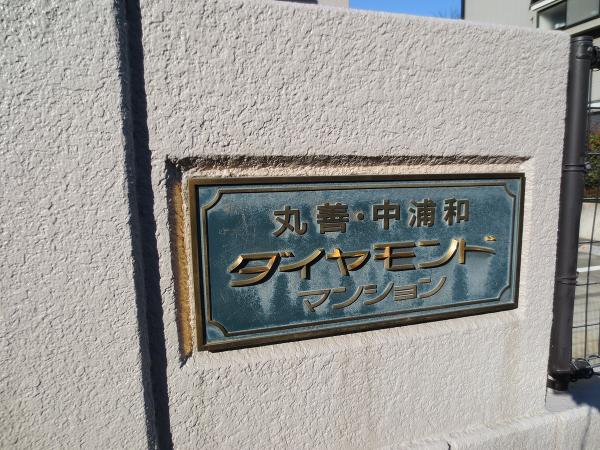 丸善・中浦和
ダイヤモンド
マンション